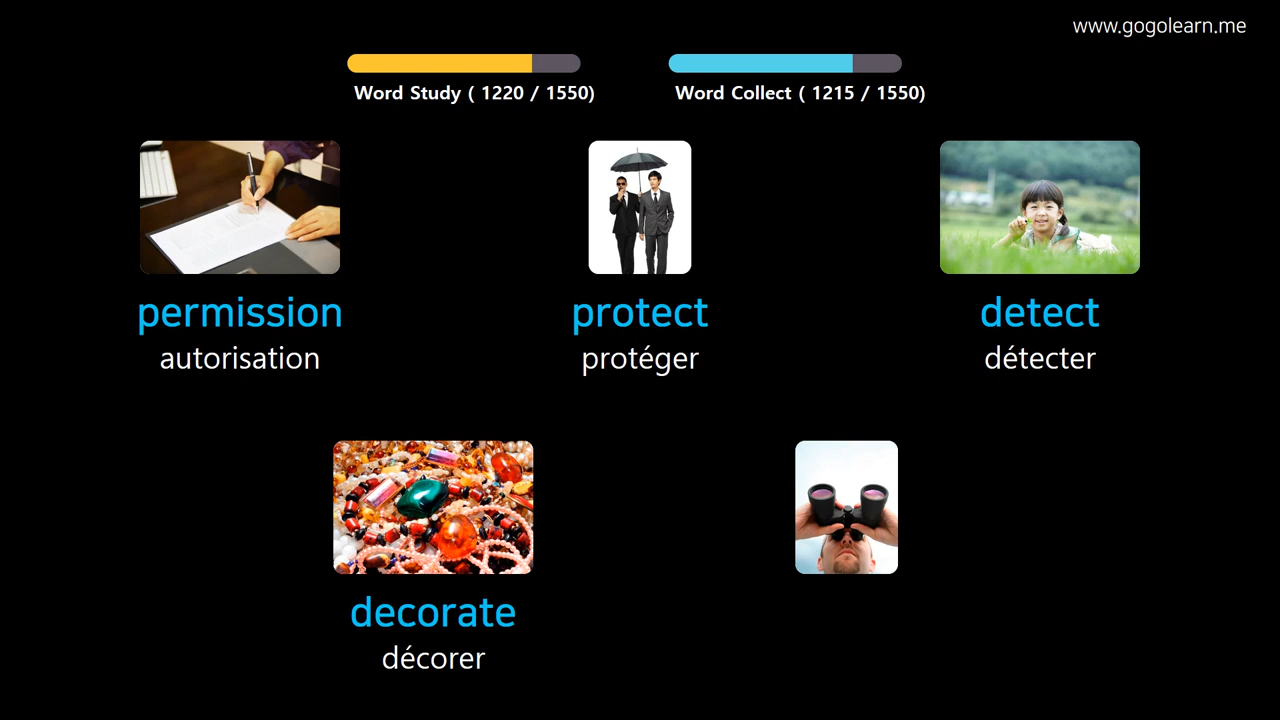 www.gogolearn.me
Word Study ( 1220 / 1550)
Word Collect ( 1215 / 1550)
permission
autorisation
protect
protéger
detect
détecter
decorate
décorer